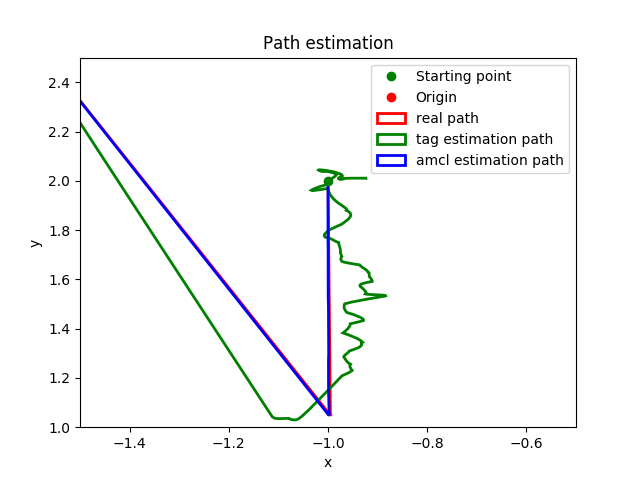 Path estimation
Starting point
Origin
real path
tag estimation path
amcl estimation path
2.4
2.2
2.0
1.8
1.6
1.4
1.2
1.0
y
−1.4
−1.2
−1.0
−0.8
−0.6
x